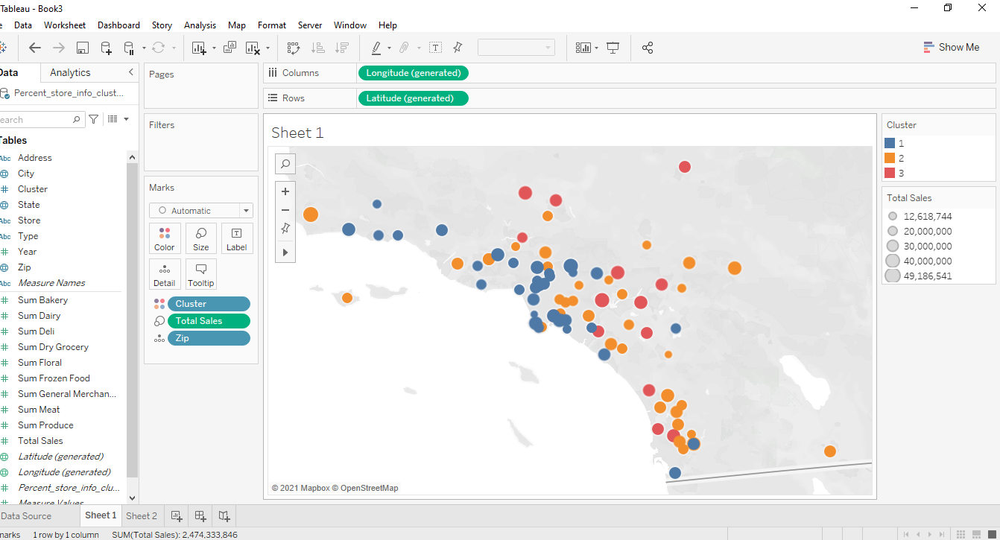 Tableau - Book3
Data Worksheet Dashboard Story Analysis Map Format Server Window Help
Show Me
Data Analytics
Percent_store_info_clust...
earch
Tables
Abc Address
City
Cluster
State
Abc Store
Abc Type
Year
Zip
Abc Measure Names
Sum Bakery
Sum Dairy
Sum Deli
Sum Dry Grocery
Sum Floral
Sum Frozen Food
Sum General Merchan...
Sum Meat
Sum Produce
Total Sales
Latitude (generated)
Longitude (generated)
Percent_store_info_clu...
Measure Values
Pages
Filters
Marks
Automatic
Color Size Label
Detail Tooltip
Cluster
Total Sales
Zip
Columns Longitude (generated)
Rows Latitude (generated)
Sheet 1
© 2021 Mapbox © OpenStreetMap
Cluster
1
2
3
Total Sales
12,618,744
20,000,000
30,000,000
40,000,000
49,186,541
Data Source Sheet 1 Sheet 2
marks 1 row by 1 column SUM(Total Sales): 2,474,333,846